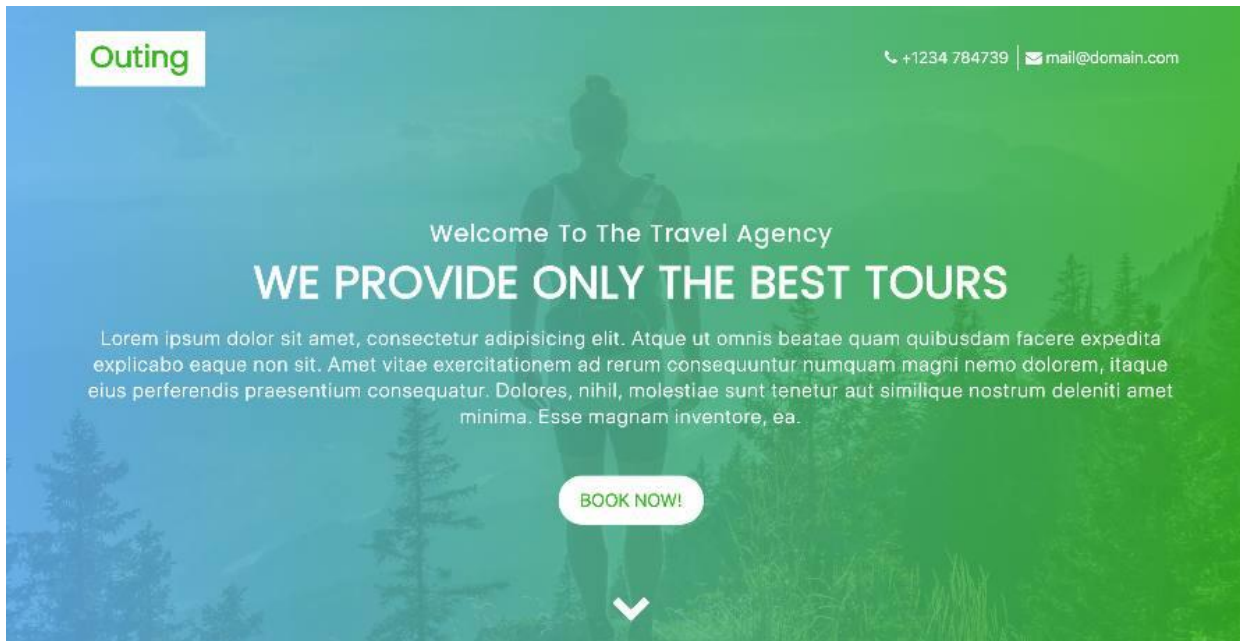 Outing
+1234 784739
mail@domain.com
Welcome To The Travel Agency
WE PROVIDE ONLY THE BEST TOURS
Lorem ipsum dolor sit amet, consectetur adipisicing elit. Atque ut omnis beatae quam quibusdam facere expedita
explicabo eaque non sit. Amet vitae exercitationem ad rerum consequuntur numquam magni nemo dolorem, itaque
eius perferendis praesentium consequatur. Dolores, nihil, molestiae sunt tenetur aut similique nostrum deleniti amet
minima. Esse magnam inventore, ea.
BOOK NOW!